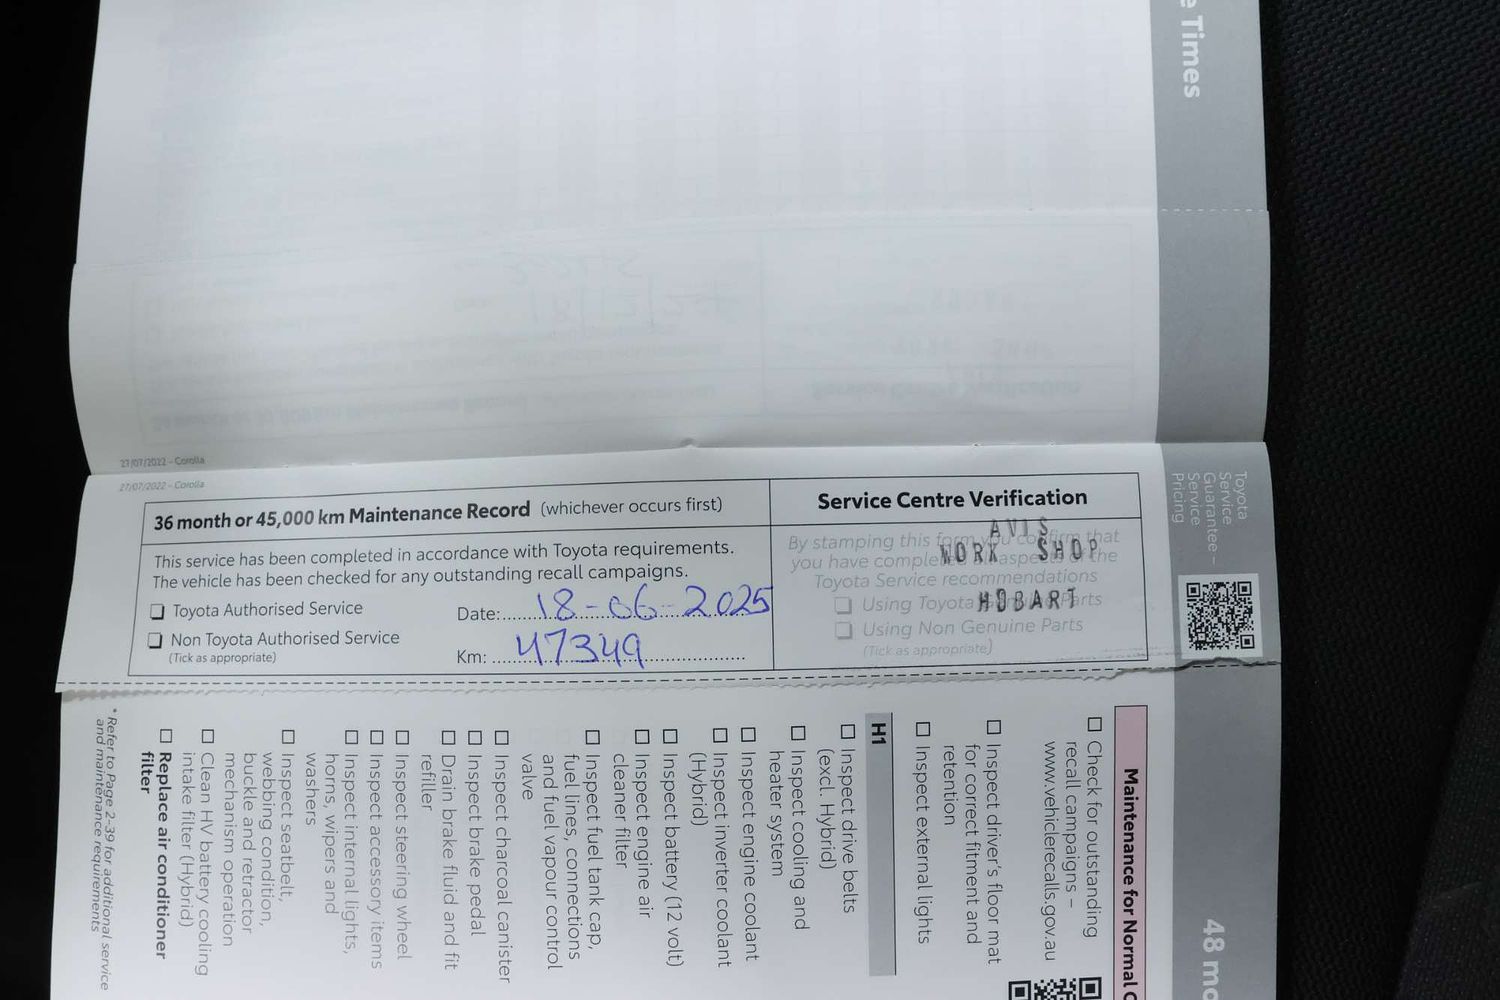 e Times
27/07/2022 – Corolla
27/07/2022 – Corolla
36 month or 45,000 km Maintenance Record (whichever occurs first)
This service has been completed in accordance with Toyota requirements.
The vehicle has been checked for any outstanding recall campaigns.
❑ Toyota Authorised Service
Date: 18-06-2025
❑ Non Toyota Authorised Service
(Tick as appropriate)
Km: 47349
Service Centre Verification
By stamping this form you confirm that
you have completed all aspects of the
Toyota Service recommendations
❑ Using Toyota Genuine Parts
❑ Using Non Genuine Parts
(Tick as appropriate)
AVIS
WORK SHOP
HOBART
Toyota
Service
Guarantee –
Service
Pricing
48 mo
Maintenance for Normal C
❑ Check for outstanding
recall campaigns –
www.vehiclerecalls.gov.au
❑ Inspect driver's floor mat
for correct fitment and
retention
❑ Inspect external lights
H1
❑ Inspect drive belts
(excl. Hybrid)
❑ Inspect cooling and
heater system
❑ Inspect engine coolant
❑ Inspect inverter coolant
(Hybrid)
❑ Inspect battery (12 volt)
❑ Inspect engine air
cleaner filter
❑ Inspect fuel tank cap,
fuel lines, connections
and fuel vapour control
valve
❑ Inspect charcoal canister
❑ Inspect brake pedal
❑ Drain brake fluid and fit
refiller
❑ Inspect steering wheel
❑ Inspect accessory items
❑ Inspect internal lights,
horns, wipers and
washers
❑ Inspect seatbelt,
webbing condition,
buckle and retractor
mechanism operation
❑ Clean HV battery cooling
intake filter (Hybrid)
❑ Replace air conditioner
filter
* Refer to Page 2-39 for additional service
and maintenance requirements